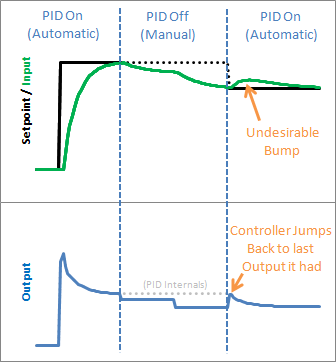 PID On
(Automatic)
PID Off
(Manual)
PID On
(Automatic)
Setpoint / Input
Undesirable
Bump
Controller Jumps
Back to last
Output it had
(PID Internals)
Output